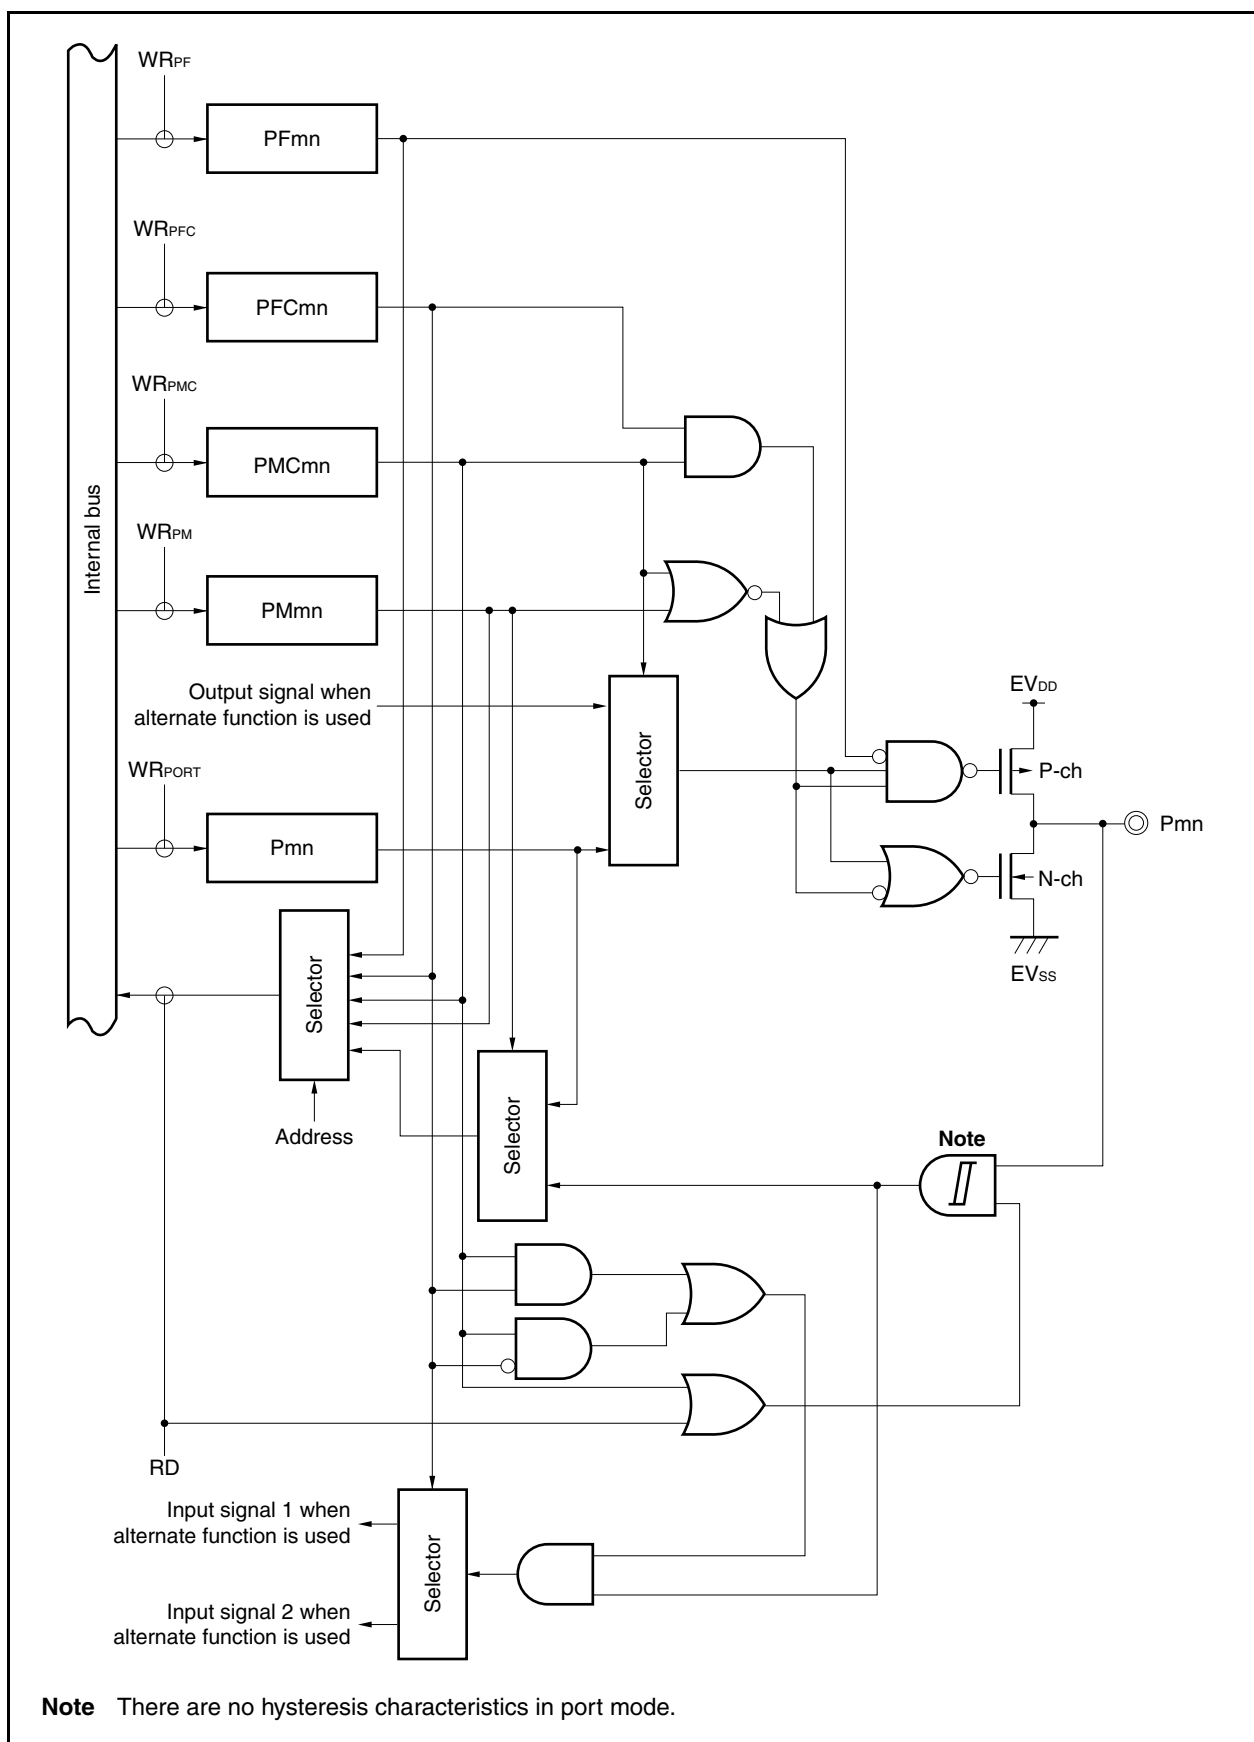 WRPF
PFmn
WRPFC
PFCmn
WRPMC
PMCmn
Internal bus
WRPM
PMmn
Output signal when
alternate function is used
Selector
EVDD
P-ch
WRPORT
Pmn
Pmn
N-ch
EVSS
Selector
Address
Selector
Note
RD
Input signal 1 when
alternate function is used
Selector
Input signal 2 when
alternate function is used
Note There are no hysteresis characteristics in port mode.